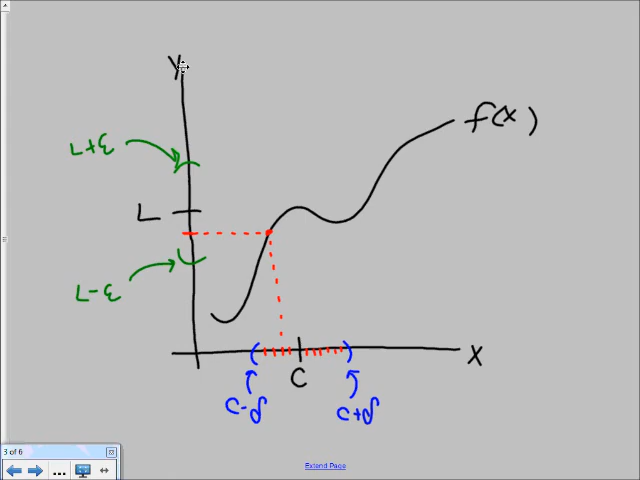 y
f(x)
L+ε
L
L-ε
x
c
c-δ
c+δ
3 of 6
...
Extend Page